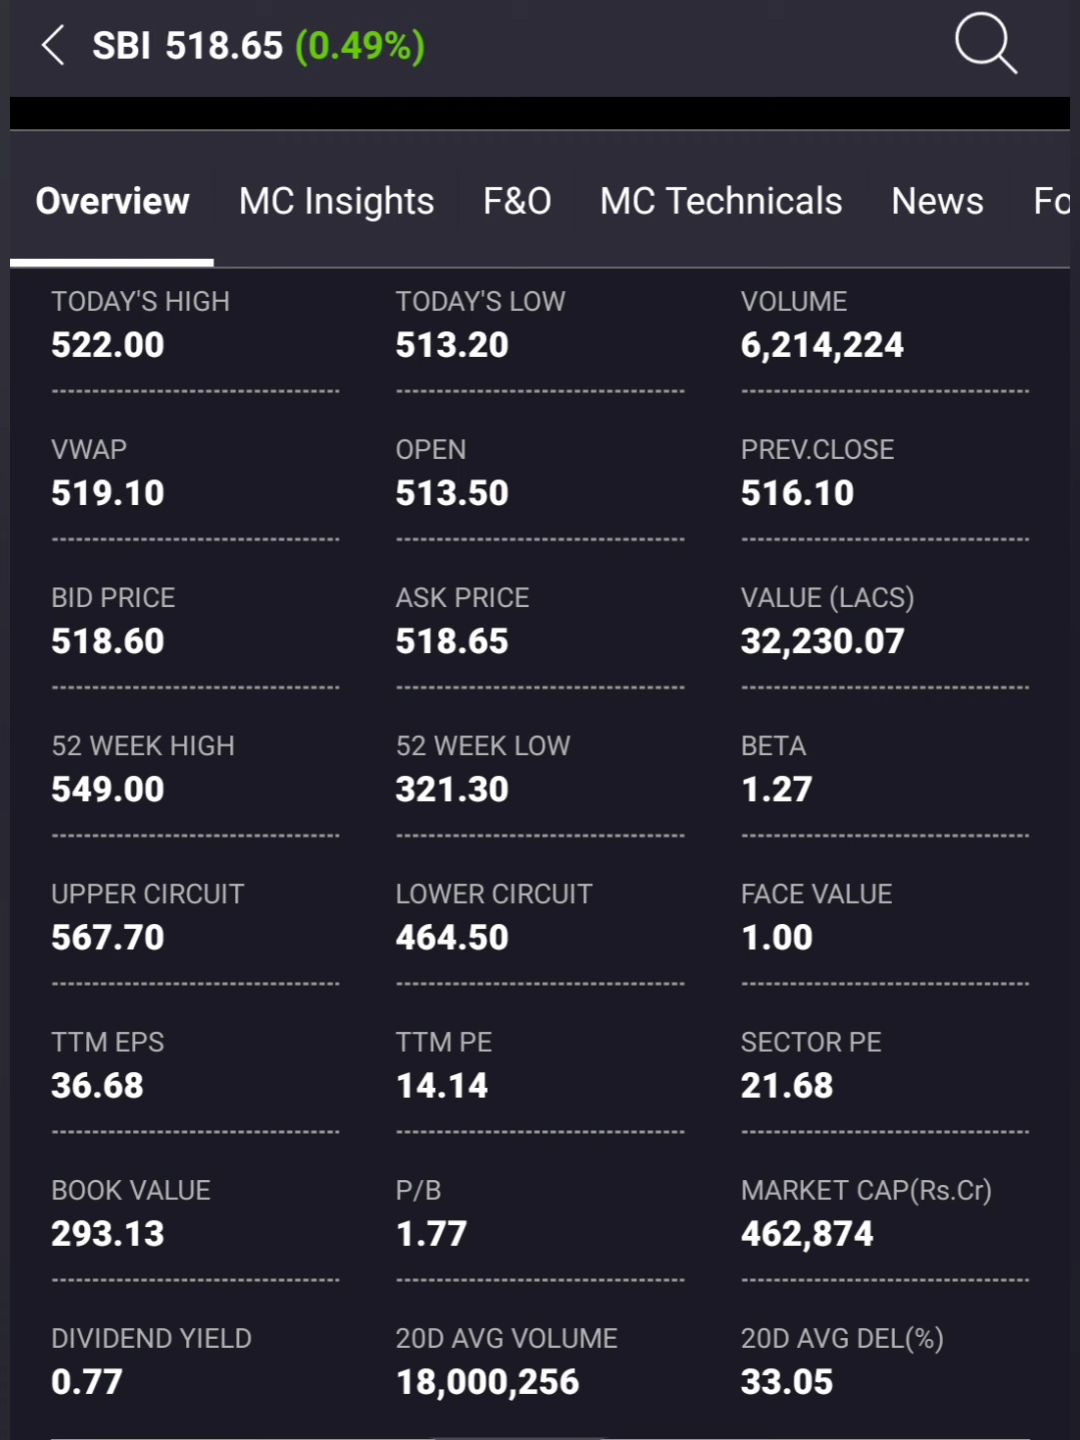 SBI 518.65 (0.49%)
Overview MC Insights F&O MC Technicals News Fo
TODAY'S HIGH TODAY'S LOW VOLUME
522.00 513.20 6,214,224
VWAP OPEN PREV.CLOSE
519.10 513.50 516.10
BID PRICE ASK PRICE VALUE (LACS)
518.60 518.65 32,230.07
52 WEEK HIGH 52 WEEK LOW BETA
549.00 321.30 1.27
UPPER CIRCUIT LOWER CIRCUIT FACE VALUE
567.70 464.50 1.00
TTM EPS TTM PE SECTOR PE
36.68 14.14 21.68
BOOK VALUE P/B MARKET CAP(Rs.Cr)
293.13 1.77 462,874
DIVIDEND YIELD 20D AVG VOLUME 20D AVG DEL(%)
0.77 18,000,256 33.05